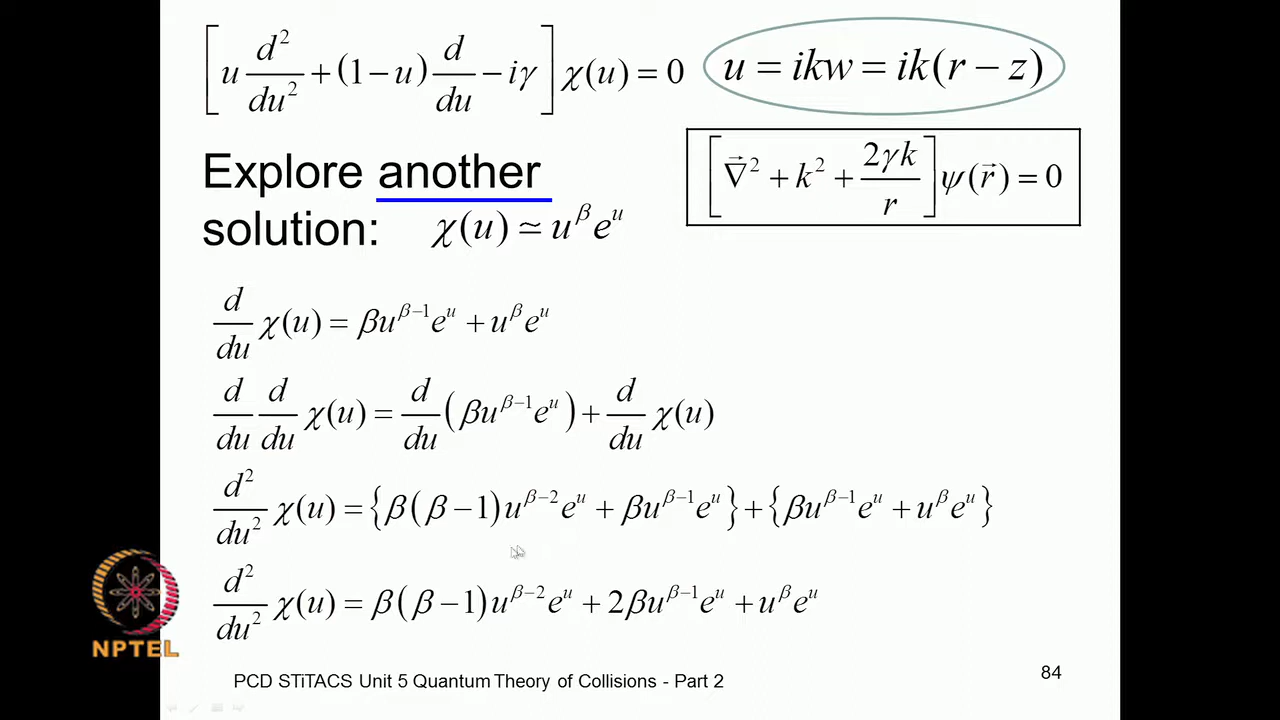 [u d²/du² + (1−u) d/du − iγ] χ(u) = 0
u = ikw = ik(r − z)
[∇⃗² + k² + 2γk/r] ψ(r⃗) = 0
Explore another
solution: χ(u) ≃ u^β e^u
d/du χ(u) = βu^(β−1) e^u + u^β e^u
d/du d/du χ(u) = d/du (βu^(β−1) e^u) + d/du χ(u)
d²/du² χ(u) = {β(β−1)u^(β−2) e^u + βu^(β−1) e^u} + {βu^(β−1) e^u + u^β e^u}
d²/du² χ(u) = β(β−1)u^(β−2) e^u + 2βu^(β−1) e^u + u^β e^u
NPTEL
PCD STiTACS Unit 5 Quantum Theory of Collisions - Part 2
84